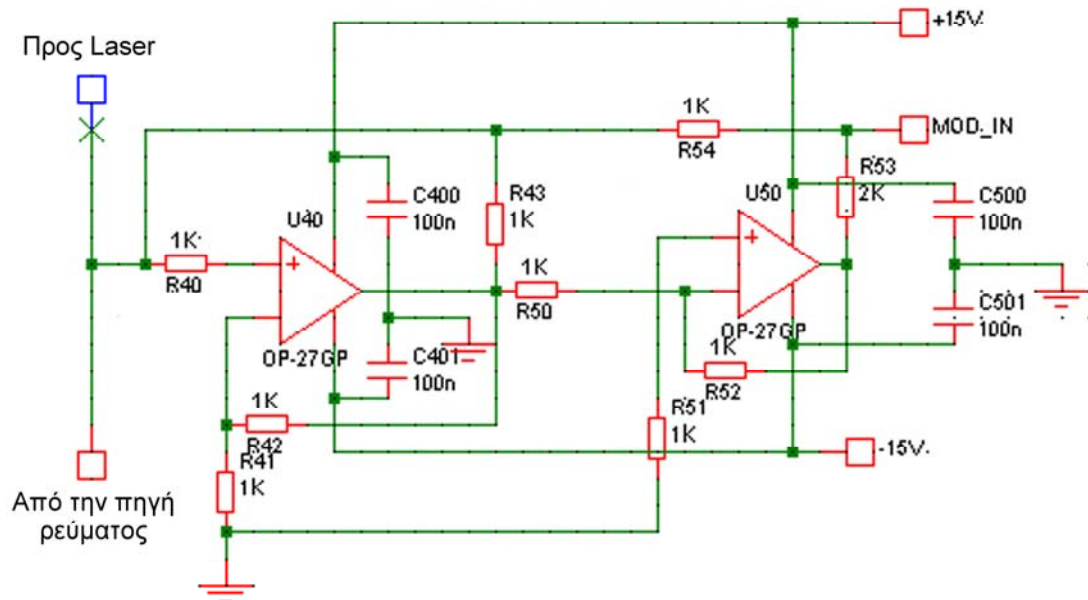 Προς Laser
+15V
1K
R54
MOD_IN
R53
2K
U50
C500
100n
C400
100n
R43
1K
U40
1K
R40
+
+
1K
R50
C501
100n
OP-27GP
OP-27GP
C401
100n
1K
R52
1K
R42
R41
1K
R51
1K
-15V
Από την πηγή
ρεύματος